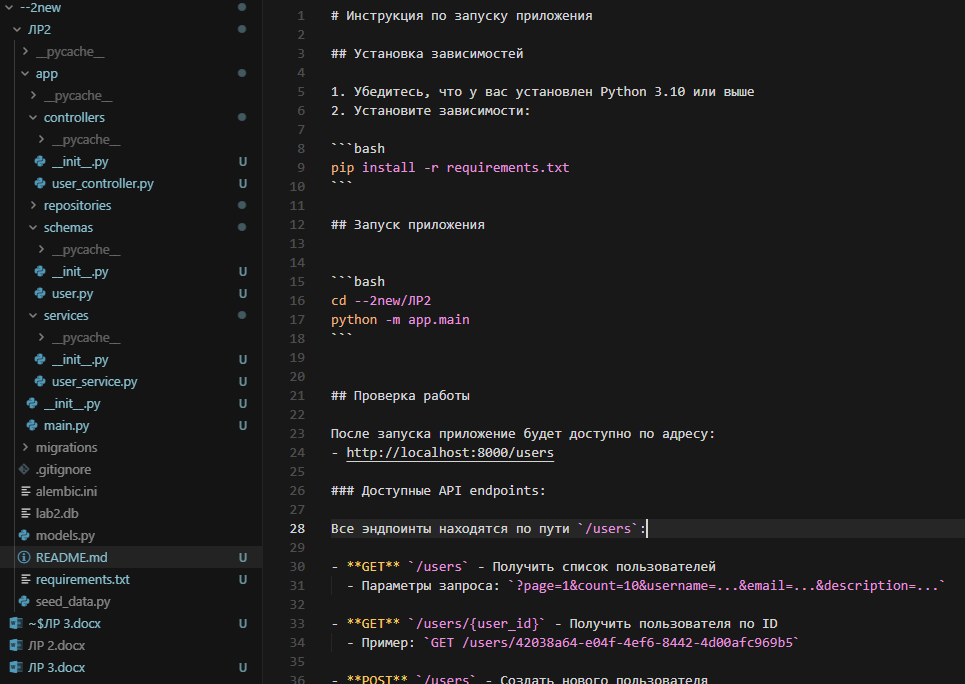 --2new
ЛР2
__pycache__
app
__pycache__
controllers
__pycache__
__init__.py U
user_controller.py U
repositories
schemas
__pycache__
__init__.py U
user.py U
services
__pycache__
__init__.py U
user_service.py U
__init__.py U
main.py U
migrations
.gitignore
alembic.ini
lab2.db
models.py
README.md U
requirements.txt U
seed_data.py
~$ЛР 3.docx U
ЛР 2.docx
ЛР 3.docx U
1 # Инструкция по запуску приложения
2
3 ## Установка зависимостей
4
5 1. Убедитесь, что у вас установлен Python 3.10 или выше
6 2. Установите зависимости:
7
8 ```bash
9 pip install -r requirements.txt
10 ```
11
12 ## Запуск приложения
13
14
15 ```bash
16 cd --2new/ЛР2
17 python -m app.main
18 ```
19
20
21 ## Проверка работы
22
23 После запуска приложение будет доступно по адресу:
24 - http://localhost:8000/users
25
26 ### Доступные API endpoints:
27
28 Все эндпоинты находятся по пути `/users`:
29
30 - **GET** `/users` - Получить список пользователей
31 - Параметры запроса: `?page=1&count=10&username=...&email=...&description=...`
32
33 - **GET** `/users/{user_id}` - Получить пользователя по ID
34 - Пример: `GET /users/42038a64-e04f-4ef6-8442-4d00afc969b5`
35
36 - **POST** `/users` - Создать нового пользователя